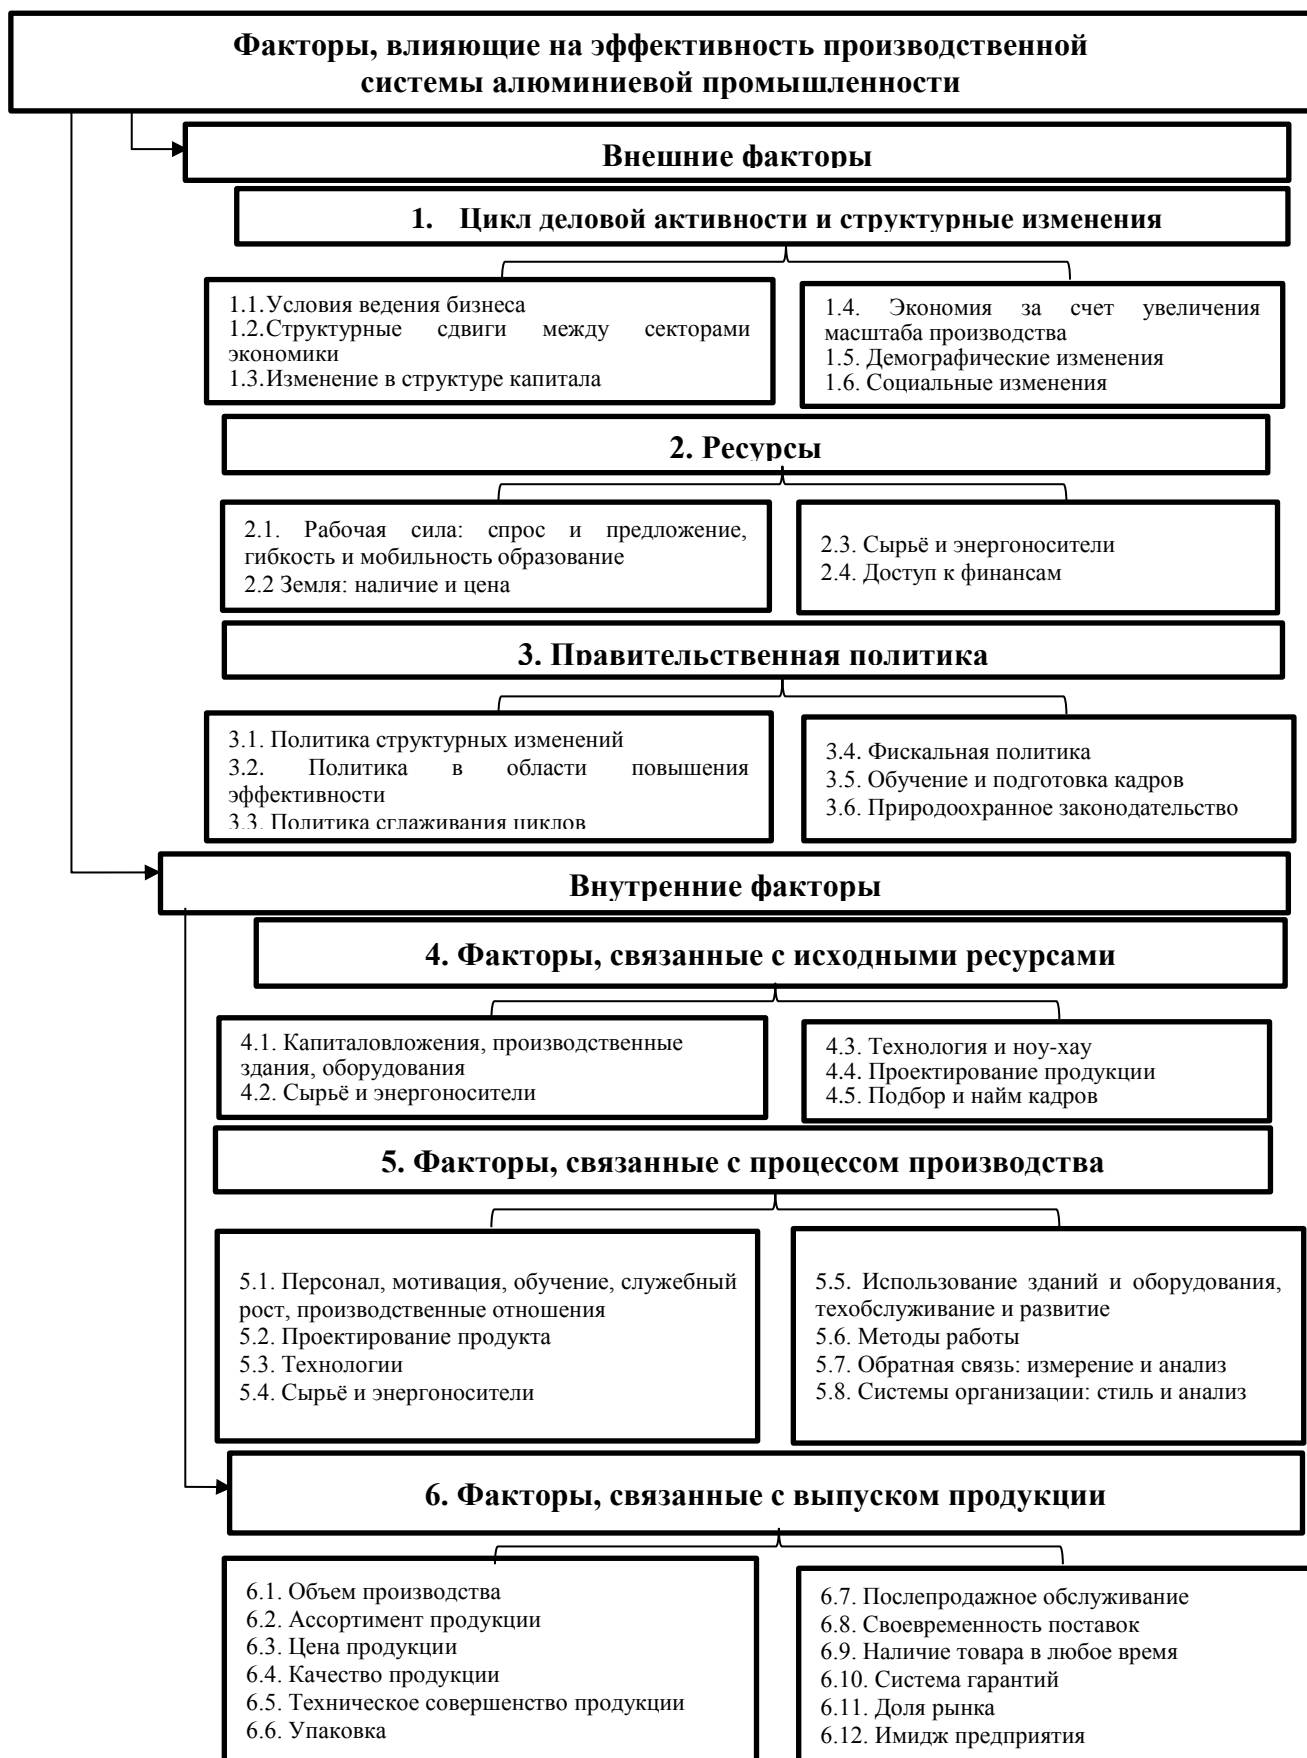 Факторы, влияющие на эффективность производственной
системы алюминиевой промышленности
Внешние факторы
1. Цикл деловой активности и структурные изменения
1.1.Условия ведения бизнеса
1.2.Структурные сдвиги между секторами
экономики
1.3.Изменение в структуре капитала
1.4. Экономия за счет увеличения
масштаба производства
1.5. Демографические изменения
1.6. Социальные изменения
2. Ресурсы
2.1. Рабочая сила: спрос и предложение,
гибкость и мобильность образование
2.2 Земля: наличие и цена
2.3. Сырьё и энергоносители
2.4. Доступ к финансам
3. Правительственная политика
3.1. Политика структурных изменений
3.2. Политика в области повышения
эффективности
3.3. Политика сглаживания циклов
3.4. Фискальная политика
3.5. Обучение и подготовка кадров
3.6. Природоохранное законодательство
Внутренние факторы
4. Факторы, связанные с исходными ресурсами
4.1. Капиталовложения, производственные
здания, оборудования
4.2. Сырьё и энергоносители
4.3. Технология и ноу-хау
4.4. Проектирование продукции
4.5. Подбор и найм кадров
5. Факторы, связанные с процессом производства
5.1. Персонал, мотивация, обучение, служебный
рост, производственные отношения
5.2. Проектирование продукта
5.3. Технологии
5.4. Сырьё и энергоносители
5.5. Использование зданий и оборудования,
техобслуживание и развитие
5.6. Методы работы
5.7. Обратная связь: измерение и анализ
5.8. Системы организации: стиль и анализ
6. Факторы, связанные с выпуском продукции
6.1. Объем производства
6.2. Ассортимент продукции
6.3. Цена продукции
6.4. Качество продукции
6.5. Техническое совершенство продукции
6.6. Упаковка
6.7. Послепродажное обслуживание
6.8. Своевременность поставок
6.9. Наличие товара в любое время
6.10. Система гарантий
6.11. Доля рынка
6.12. Имидж предприятия